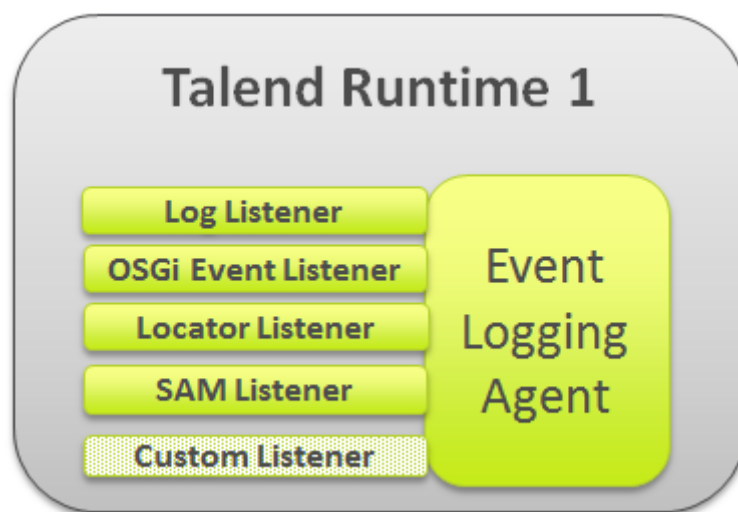 Talend Runtime 1
Log Listener
OSGi Event Listener
Locator Listener
SAM Listener
Custom Listener
Event
Logging
Agent